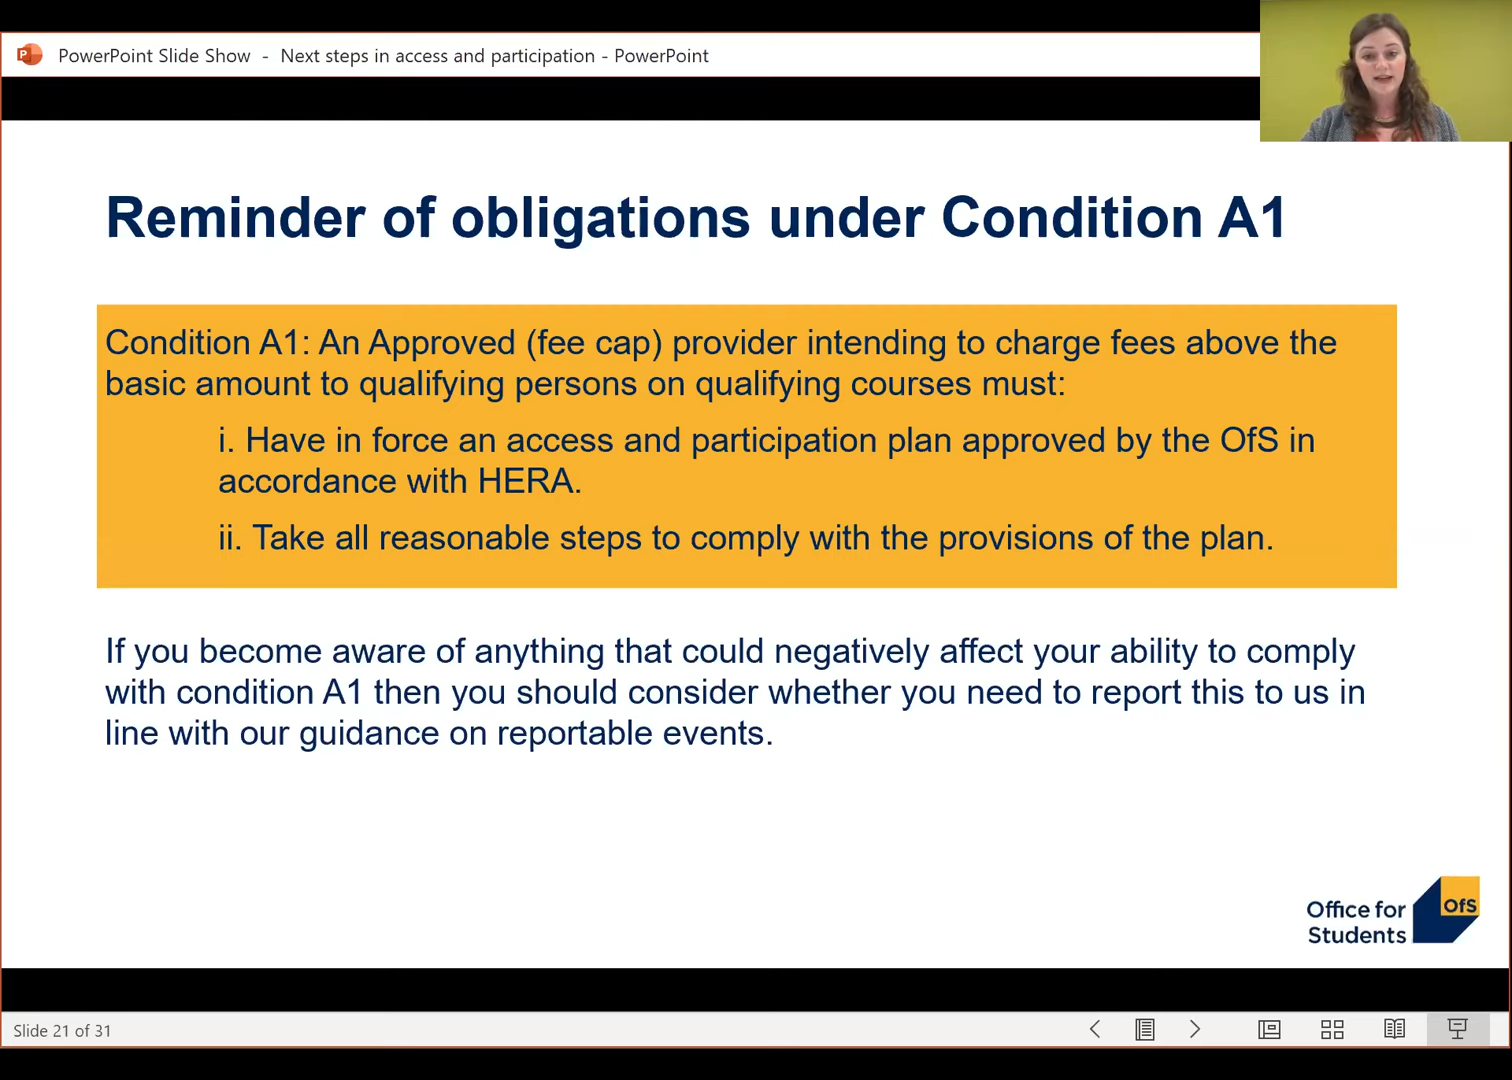 PowerPoint Slide Show - Next steps in access and participation - PowerPoint
Reminder of obligations under Condition A1
Condition A1: An Approved (fee cap) provider intending to charge fees above the
basic amount to qualifying persons on qualifying courses must:
i. Have in force an access and participation plan approved by the OfS in
accordance with HERA.
ii. Take all reasonable steps to comply with the provisions of the plan.
If you become aware of anything that could negatively affect your ability to comply
with condition A1 then you should consider whether you need to report this to us in
line with our guidance on reportable events.
Office for
Students
OfS
Slide 21 of 31